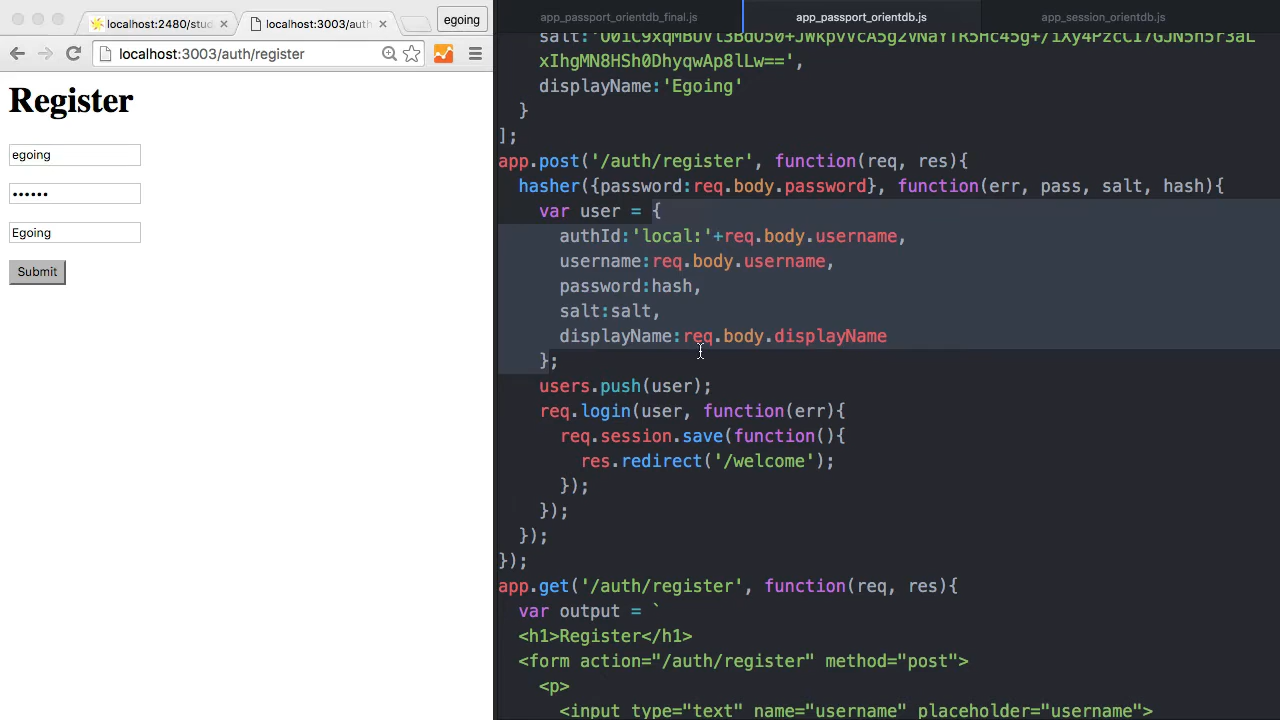 localhost:2480/stud
localhost:3003/auth
egoing
localhost:3003/auth/register
Register
egoing
••••••
Egoing
Submit
app_passport_orientdb_final.js
app_passport_orientdb.js
app_session_orientdb.js
xIhgMN8HSh0DhyqwAp8lLw==',
displayName:'Egoing'
}
];
app.post('/auth/register', function(req, res){
hasher({password:req.body.password}, function(err, pass, salt, hash){
var user = {
authId:'local:'+req.body.username,
username:req.body.username,
password:hash,
salt:salt,
displayName:req.body.displayName
};
users.push(user);
req.login(user, function(err){
req.session.save(function(){
res.redirect('/welcome');
});
});
});
});
app.get('/auth/register', function(req, res){
var output = `
<h1>Register</h1>
<form action="/auth/register" method="post">
<p>
<input type="text" name="username" placeholder="username">